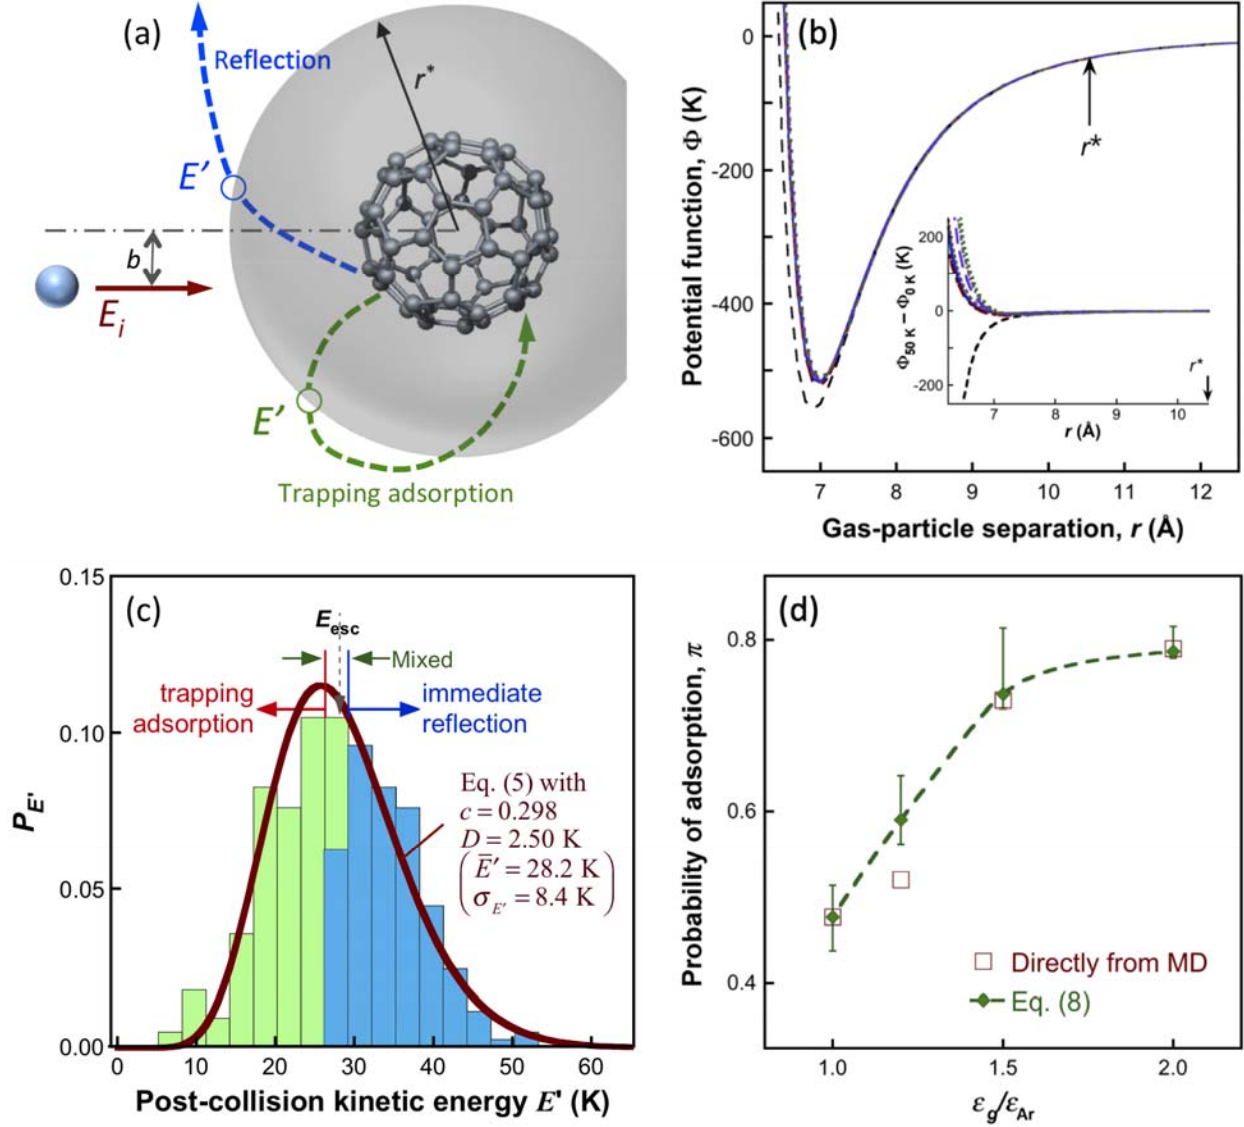 (a)
Reflection
r*
E′
b
E_i
E′
Trapping adsorption
(b)
0
-200
-400
-600
Potential function, Φ (K)
r*
200
0
-200
Φ_50 K − Φ_0 K (K)
r*
7 8 9 10
r (Å)
7 8 9 10 11 12
Gas-particle separation, r (Å)
(c)
0.15
0.10
0.05
0.00
P_E'
E_esc
Mixed
trapping
adsorption
immediate
reflection
Eq. (5) with
c = 0.298
D = 2.50 K
(Ē′ = 28.2 K
σ_E′ = 8.4 K)
0 10 20 30 40 50 60
Post-collision kinetic energy E' (K)
(d)
0.8
0.6
0.4
Probability of adsorption, π
Directly from MD
Eq. (8)
1.0 1.5 2.0
ε_g/ε_Ar